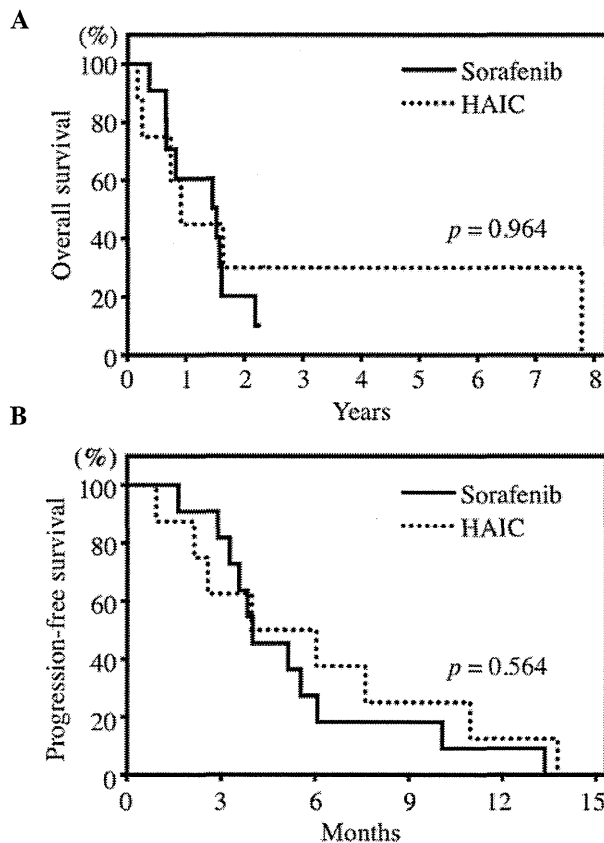 A
(%)
100
80
60
40
20
0
Overall survival
Sorafenib
HAIC
p = 0.964
0 1 2 3 4 5 6 7 8
Years
B
(%)
100
80
60
40
20
0
Progression-free survival
Sorafenib
HAIC
p = 0.564
0 3 6 9 12 15
Months